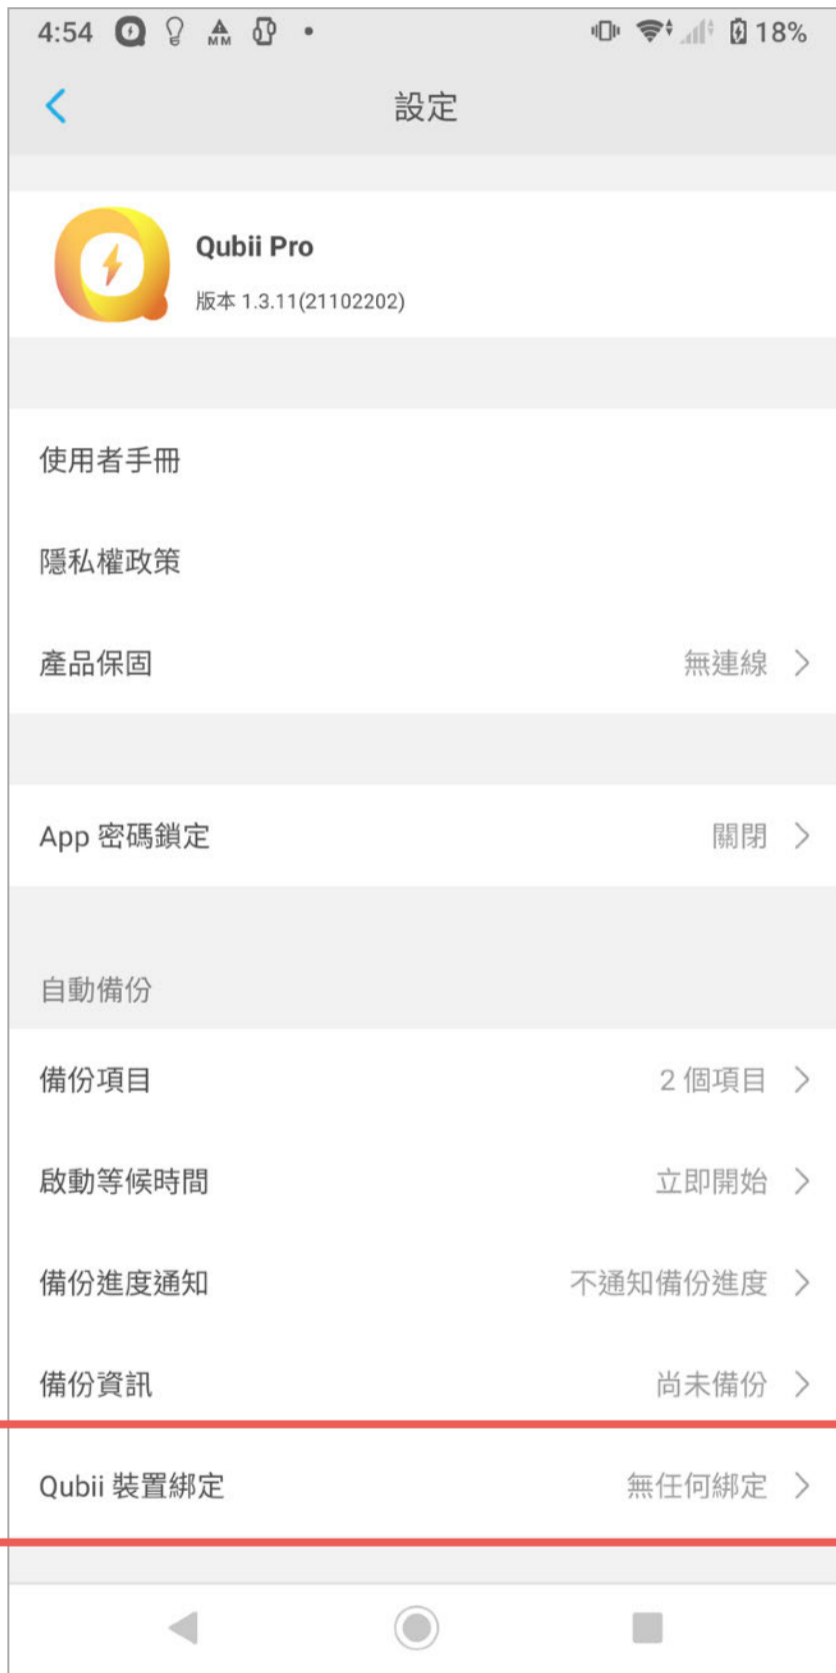 4:54 MM 18%
設定
Qubii Pro
版本 1.3.11(21102202)
使用者手冊
隱私權政策
產品保固 無連線
App 密碼鎖定 關閉
自動備份
備份項目 2 個項目
啟動等候時間 立即開始
備份進度通知 不通知備份進度
備份資訊 尚未備份
Qubii 裝置綁定 無任何綁定